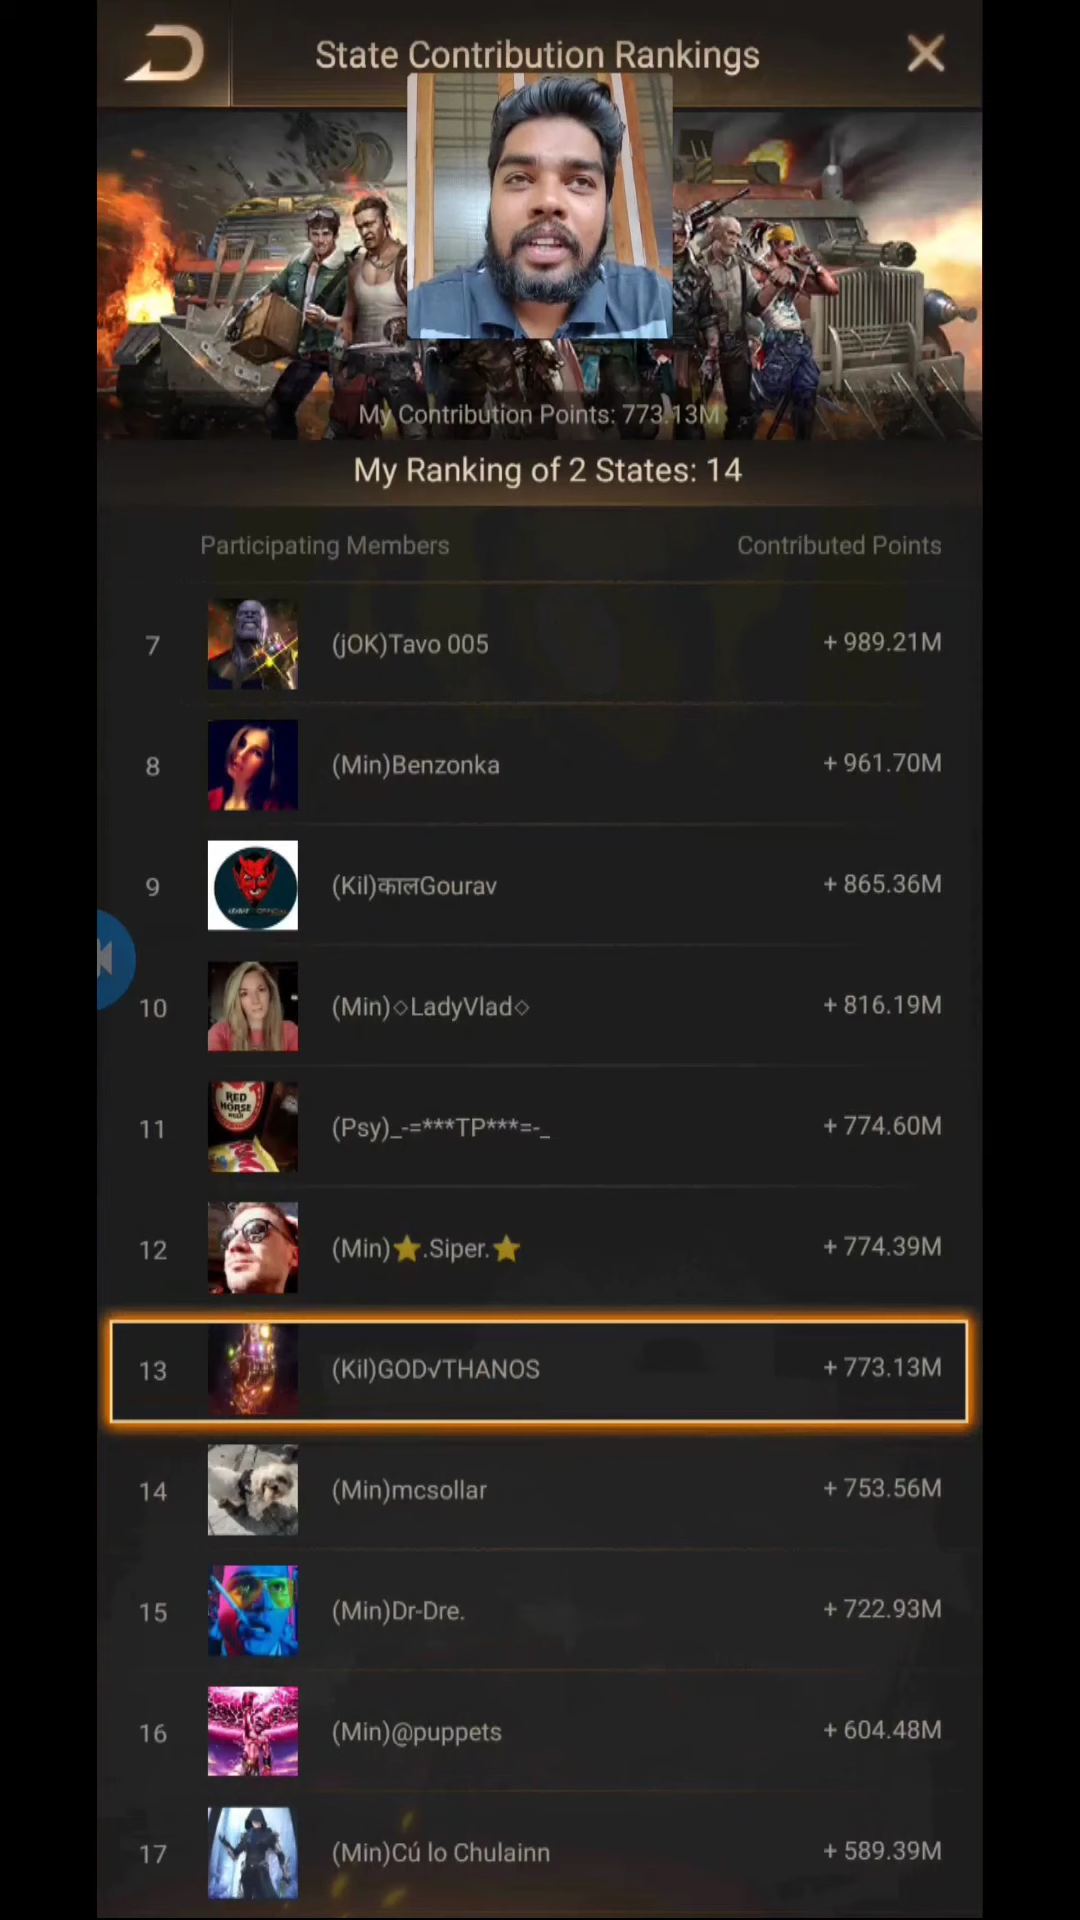 State Contribution Rankings
My Contribution Points: 773.13M
My Ranking of 2 States: 14
Participating Members Contributed Points
7 (jOK)Tavo 005 + 989.21M
8 (Min)Benzonka + 961.70M
9 (Kil)कालGourav + 865.36M
10 (Min)◇LadyVlad◇ + 816.19M
RED
HORSE
BEER
11 (Psy)_-=***TP***=-_ + 774.60M
12 (Min)⭐.Siper.⭐ + 774.39M
13 (Kil)GOD√THANOS + 773.13M
14 (Min)mcsollar + 753.56M
15 (Min)Dr-Dre. + 722.93M
16 (Min)@puppets + 604.48M
17 (Min)Cú lo Chulainn + 589.39M